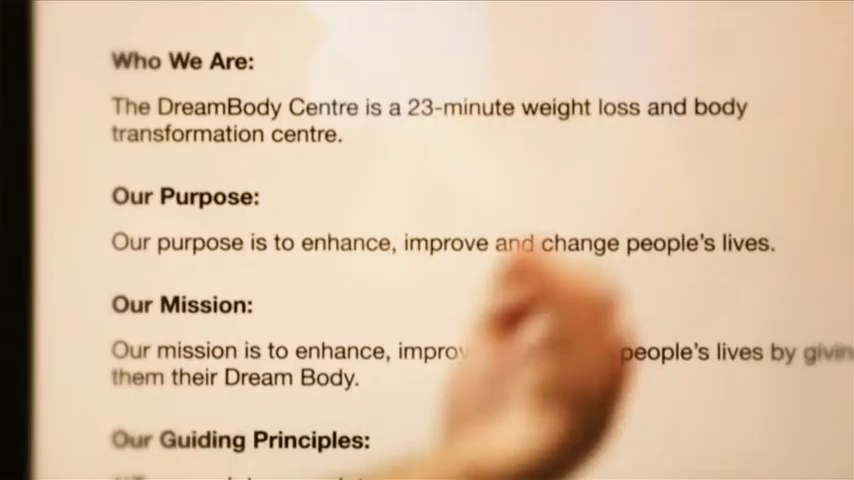 Who We Are:
The DreamBody Centre is a 23-minute weight loss and body
transformation centre.
Our Purpose:
Our purpose is to enhance, improve and change people's lives.
Our Mission:
Our mission is to enhance, improv people's lives by givin
them their Dream Body.
Our Guiding Principles: